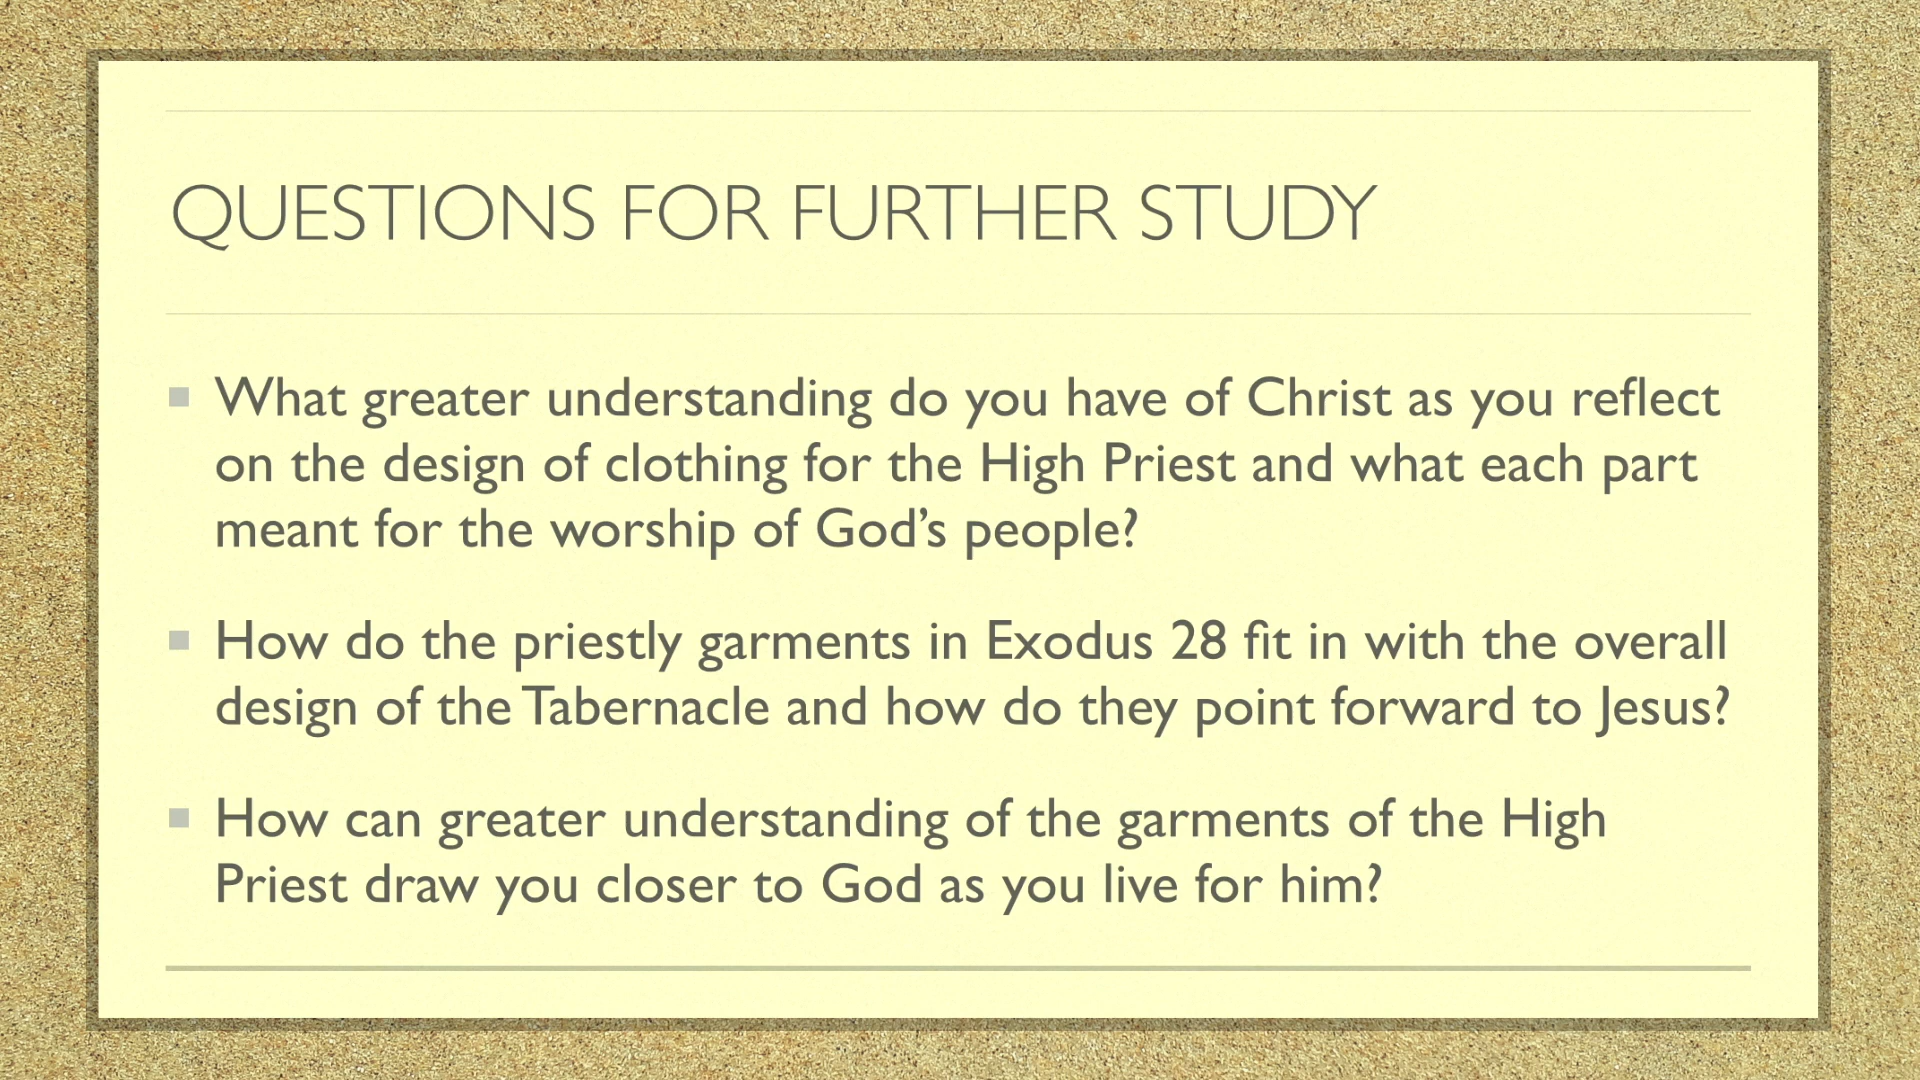 QUESTIONS FOR FURTHER STUDY
What greater understanding do you have of Christ as you reflect
on the design of clothing for the High Priest and what each part
meant for the worship of God’s people?
How do the priestly garments in Exodus 28 fit in with the overall
design of the Tabernacle and how do they point forward to Jesus?
How can greater understanding of the garments of the High
Priest draw you closer to God as you live for him?